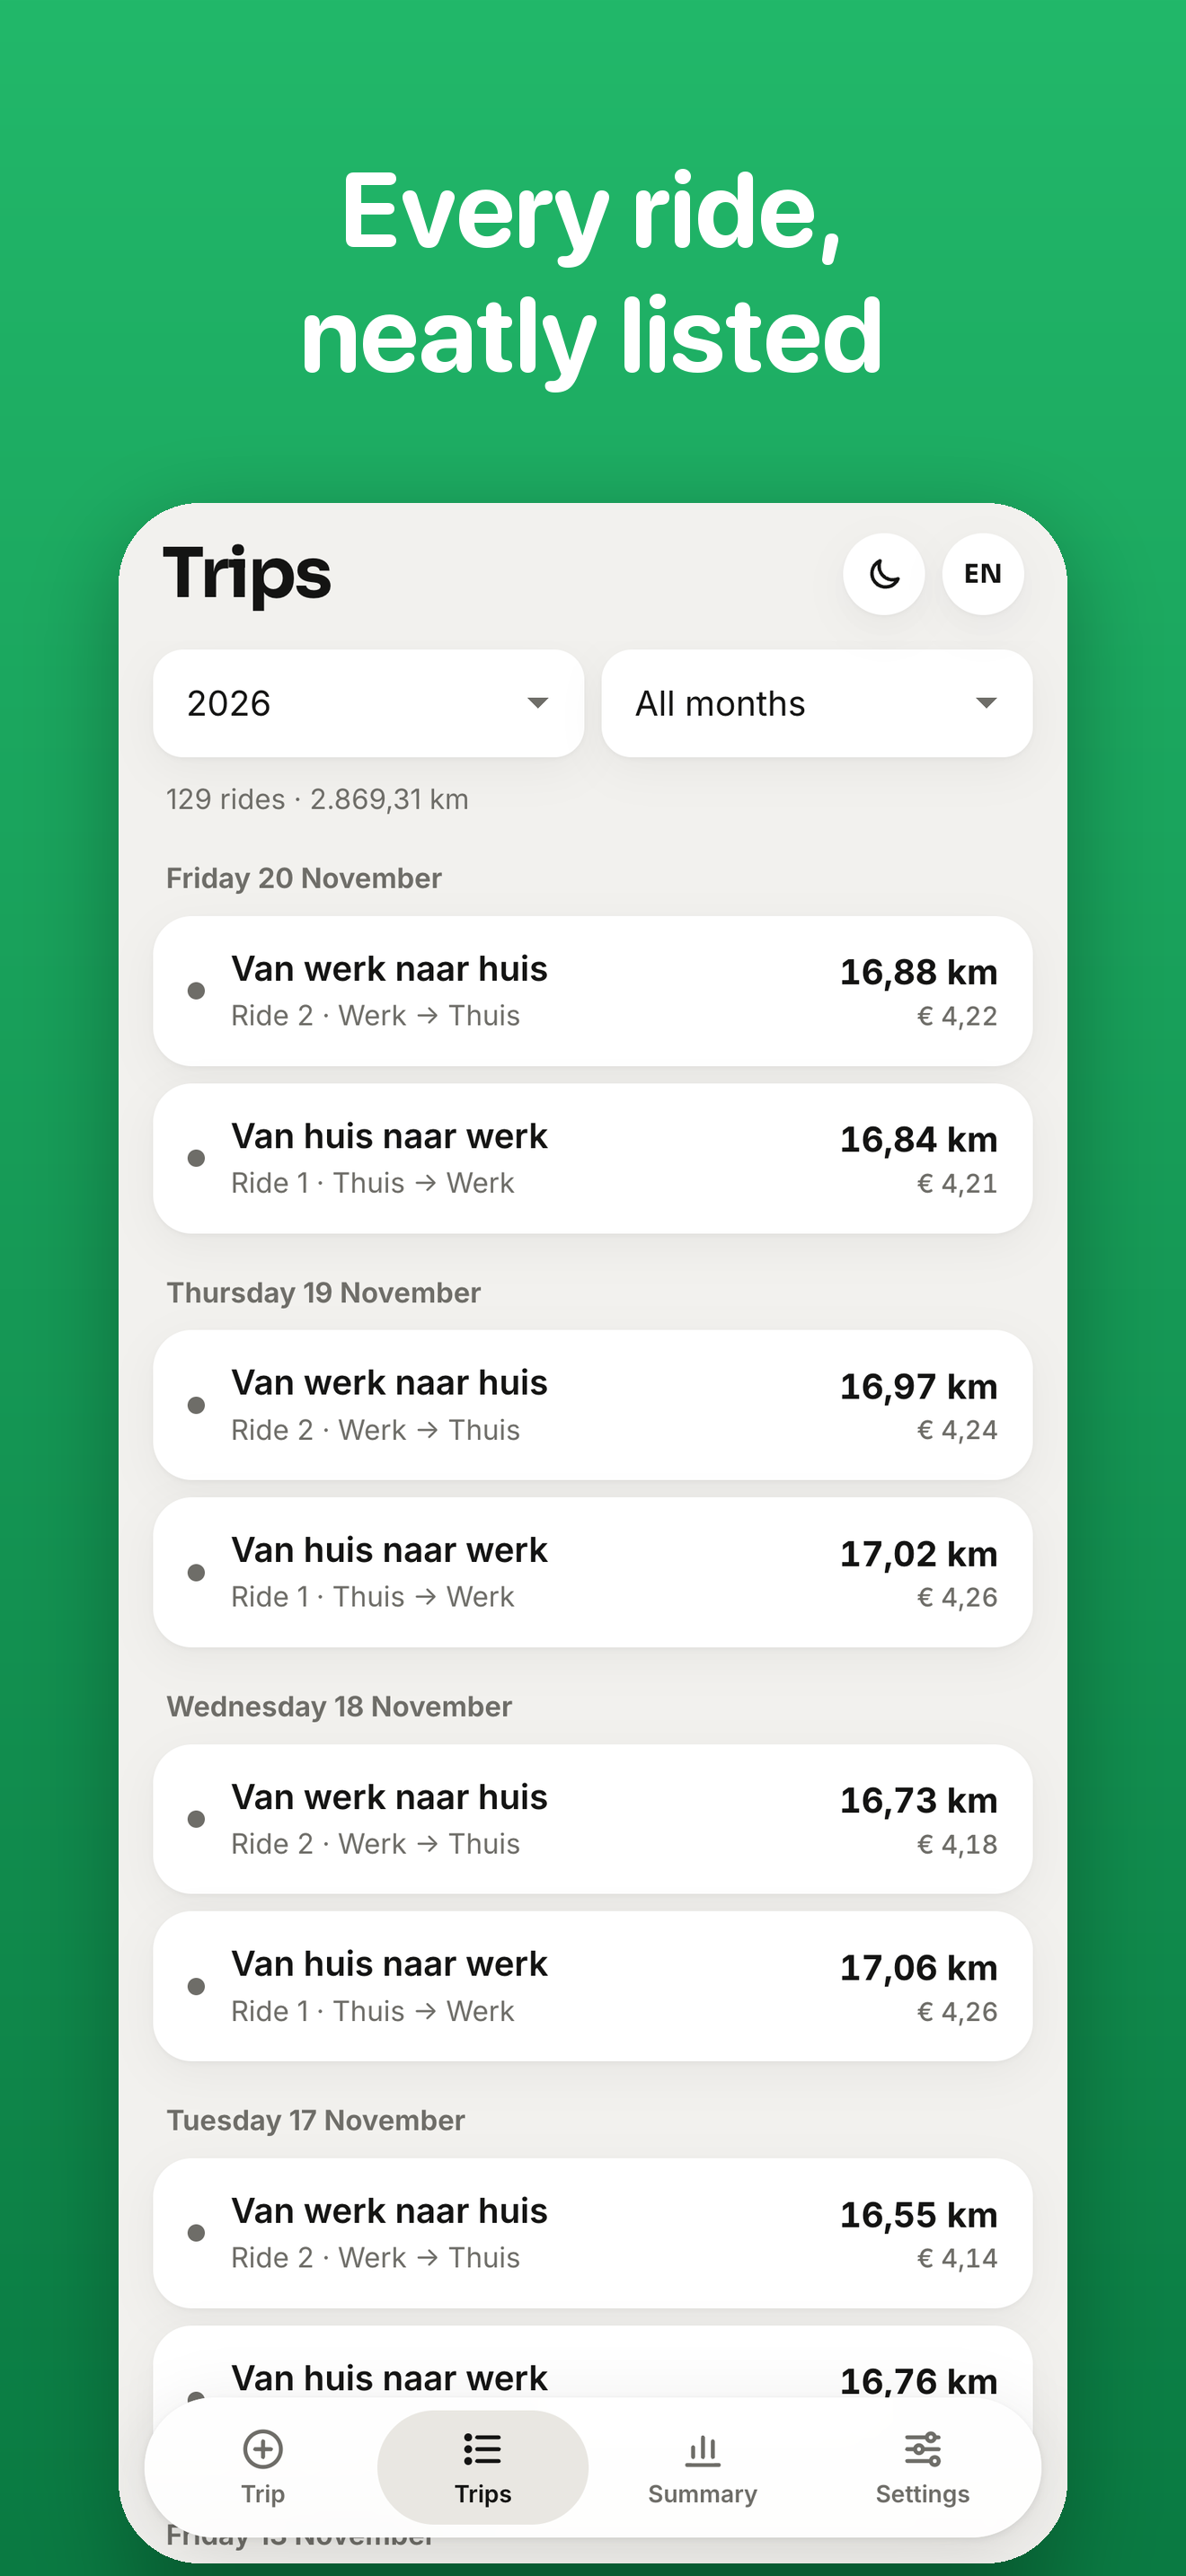 Every ride,
neatly listed
Trips
EN
2026
All months
129 rides · 2.869,31 km
Friday 20 November
Van werk naar huis
16,88 km
Ride 2 · Werk → Thuis
€ 4,22
Van huis naar werk
16,84 km
Ride 1 · Thuis → Werk
€ 4,21
Thursday 19 November
Van werk naar huis
16,97 km
Ride 2 · Werk → Thuis
€ 4,24
Van huis naar werk
17,02 km
Ride 1 · Thuis → Werk
€ 4,26
Wednesday 18 November
Van werk naar huis
16,73 km
Ride 2 · Werk → Thuis
€ 4,18
Van huis naar werk
17,06 km
Ride 1 · Thuis → Werk
€ 4,26
Tuesday 17 November
Van werk naar huis
16,55 km
Ride 2 · Werk → Thuis
€ 4,14
Van huis naar werk
16,76 km
Trip
Trips
Summary
Settings
Friday 13 November